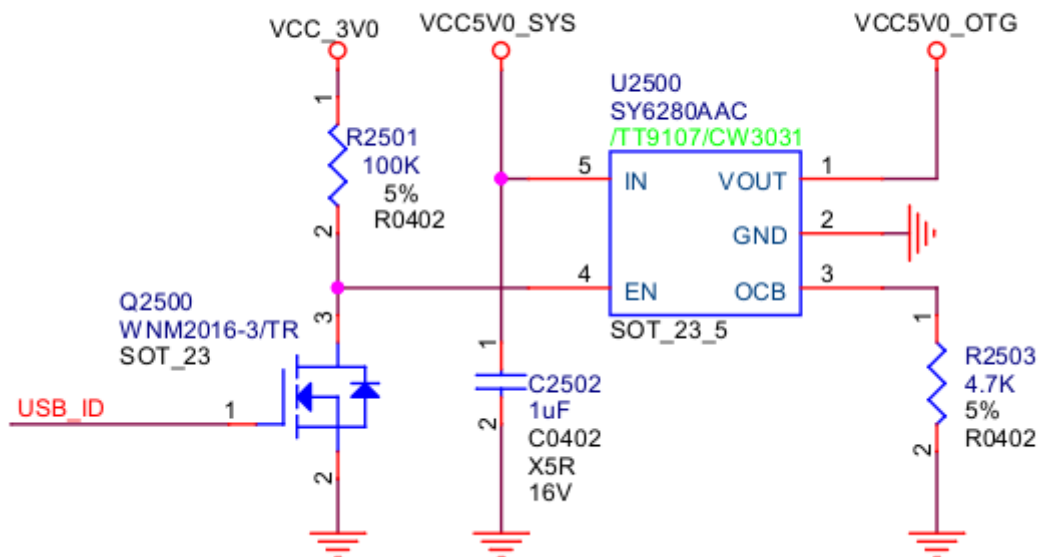 VCC_3V0
VCC5V0_SYS
VCC5V0_OTG
U2500
SY6280AAC
/TT9107/CW3031
1
R2501
100K
5%
R0402
2
5
IN
VOUT
1
GND
2
4
EN
OCB
3
SOT_23_5
Q2500
WNM2016-3/TR
SOT_23
3
USB_ID
1
2
1
C2502
1uF
C0402
X5R
16V
2
1
R2503
4.7K
5%
R0402
2